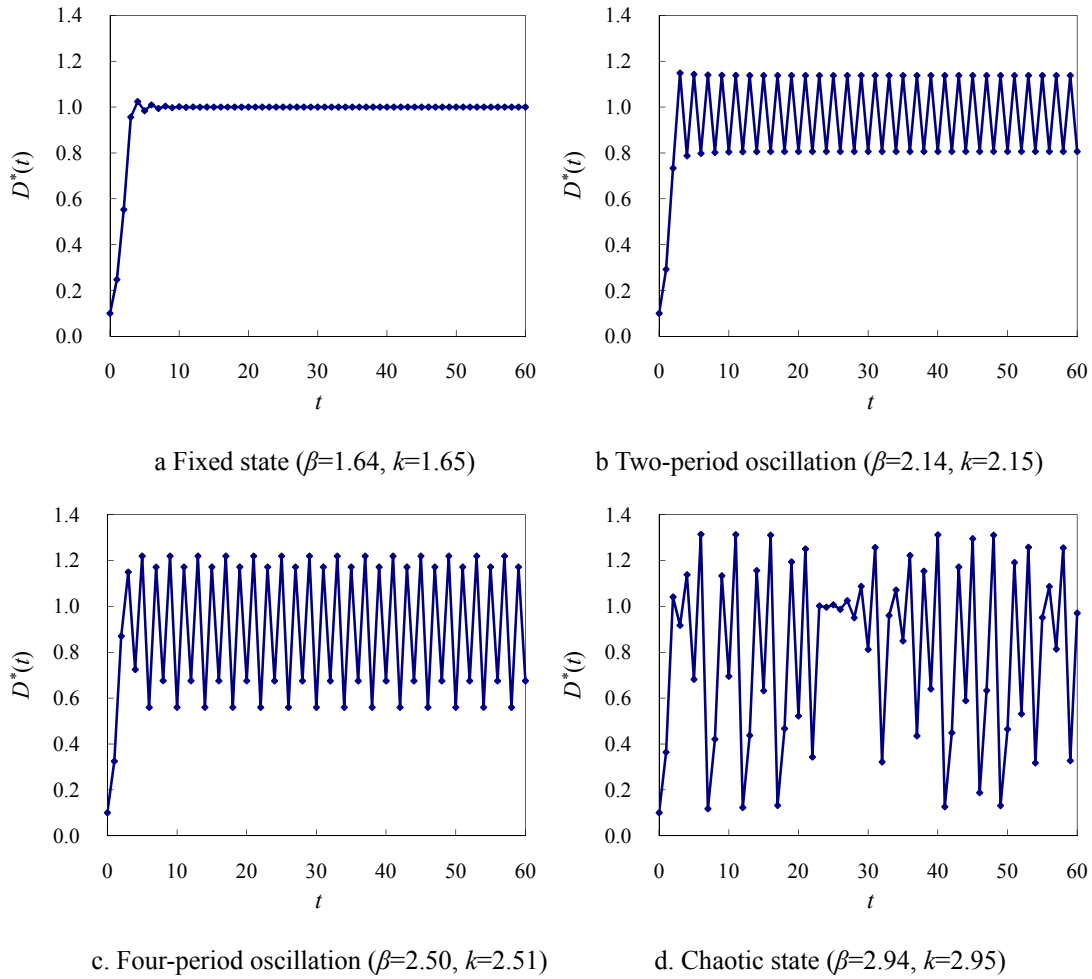 1.4
1.2
1.0
0.8
0.6
0.4
0.2
0.0
D*(t)
0 10 20 30 40 50 60
t
a Fixed state (β=1.64, k=1.65)
1.4
1.2
1.0
0.8
0.6
0.4
0.2
0.0
D*(t)
0 10 20 30 40 50 60
t
b Two-period oscillation (β=2.14, k=2.15)
1.4
1.2
1.0
0.8
0.6
0.4
0.2
0.0
D*(t)
0 10 20 30 40 50 60
t
c. Four-period oscillation (β=2.50, k=2.51)
1.4
1.2
1.0
0.8
0.6
0.4
0.2
0.0
D*(t)
0 10 20 30 40 50 60
t
d. Chaotic state (β=2.94, k=2.95)